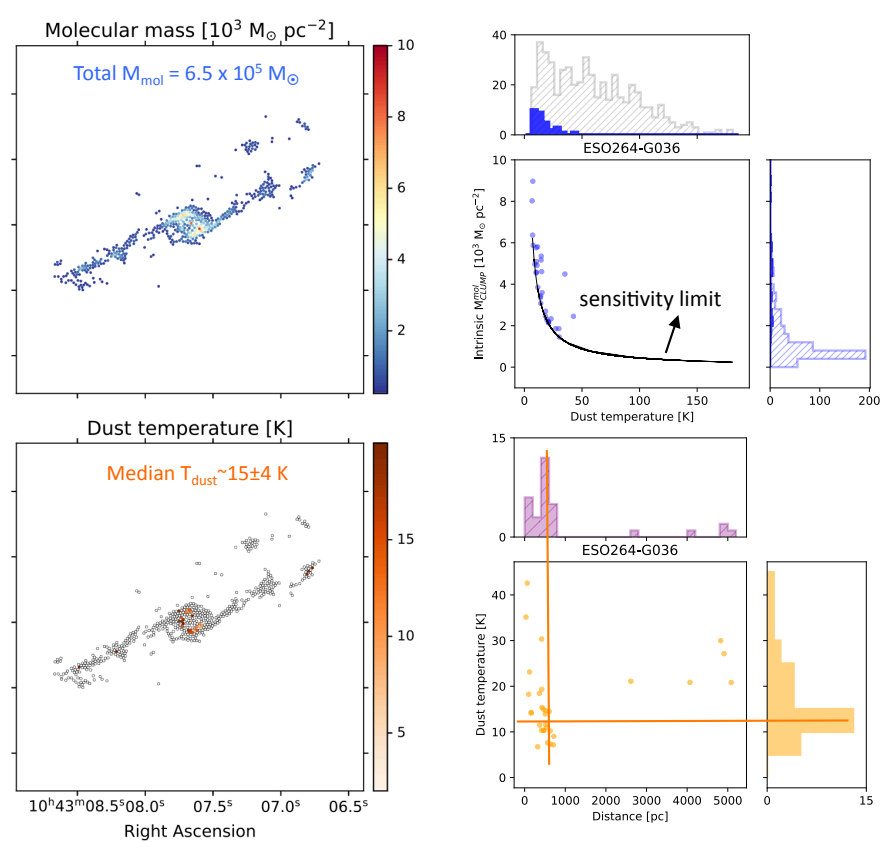 Molecular mass [10³ M⊙ pc⁻²]
Total Mmol = 6.5 x 10⁵ M⊙
10
8
6
4
2
40
20
0
ESO264-G036
Intrinsic M^mol_CLUMP [10³ M⊙ pc⁻²]
10
8
6
4
2
0
sensitivity limit
0 50 100 150
Dust temperature [K]
0 100 200
Dust temperature [K]
Median Tdust~15±4 K
15
10
5
10ʰ43ᵐ08.5ˢ 08.0ˢ 07.5ˢ 07.0ˢ 06.5ˢ
Right Ascension
15
0
ESO264-G036
Dust temperature [K]
40
30
20
10
0
0 1000 2000 3000 4000 5000
Distance [pc]
0 15